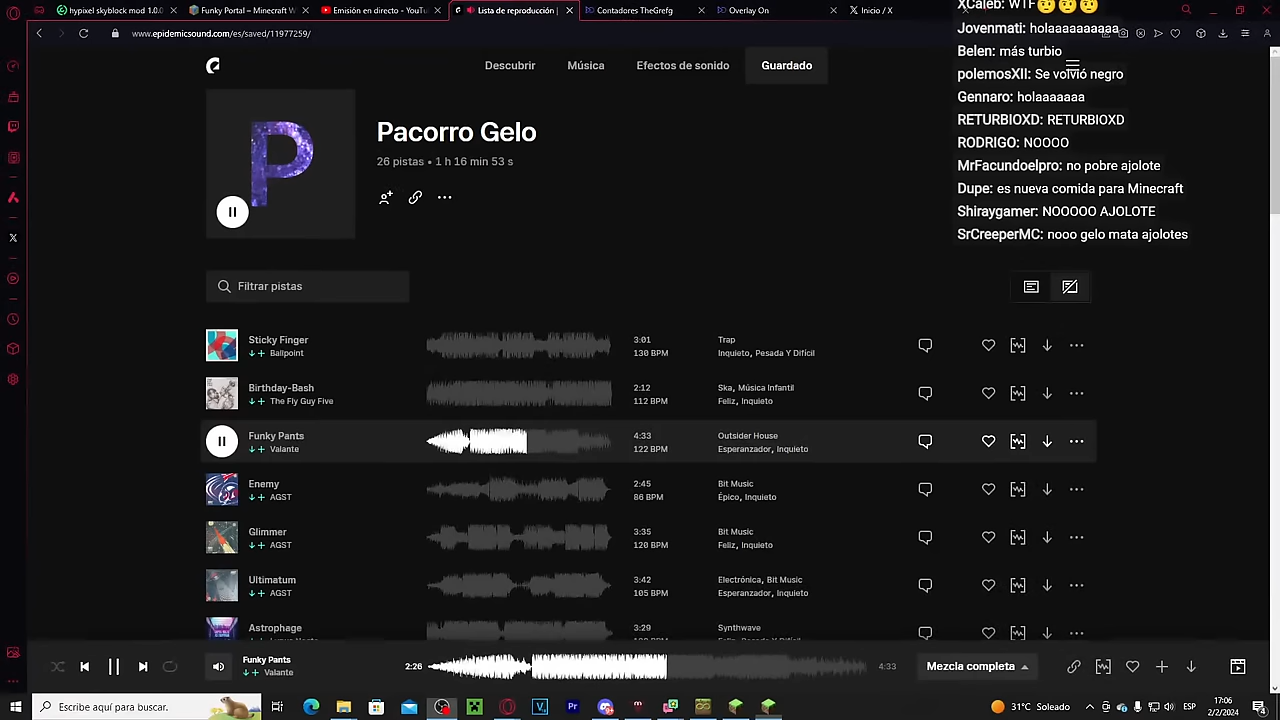 hypixel skyblock mod 1.0.0
Funky Portal – Minecraft W
Emisión en directo - YouTu
Lista de reproducción |
Contadores TheGrefg
Overlay On
Inicio / X
www.epidemicsound.com/es/saved/11977259/
XCaleb: WTF🤨🤨🤨
Jovenmati: holaaaaaaaaa
Belen: más turbio
polemosXII: Se volvió negro
Gennaro: holaaaaaa
RETURBIOXD: RETURBIOXD
RODRIGO: NOOOO
MrFacundoelpro: no pobre ajolote
Dupe: es nueva comida para Minecraft
Shiraygamer: NOOOOO AJOLOTE
SrCreeperMC: nooo gelo mata ajolotes
Descubrir
Música
Efectos de sonido
Guardado
P
Pacorro Gelo
26 pistas • 1 h 16 min 53 s
Filtrar pistas
Sticky Finger
Ballpoint
3:01
130 BPM
Trap
Inquieto, Pesada Y Difícil
Birthday-Bash
The Fly Guy Five
2:12
112 BPM
Ska, Música Infantil
Feliz, Inquieto
Funky Pants
Valante
4:33
122 BPM
Outsider House
Esperanzador, Inquieto
Enemy
AGST
2:45
86 BPM
Bit Music
Épico, Inquieto
Glimmer
AGST
3:35
120 BPM
Bit Music
Feliz, Inquieto
Ultimatum
AGST
3:42
105 BPM
Electrónica, Bit Music
Esperanzador, Inquieto
Astrophage
3:29
Synthwave
Funky Pants
Valante
2:26
4:33
Mezcla completa
Escribe aquí para buscar.
31°C Soleado
ESP
17:06
2/2/2024